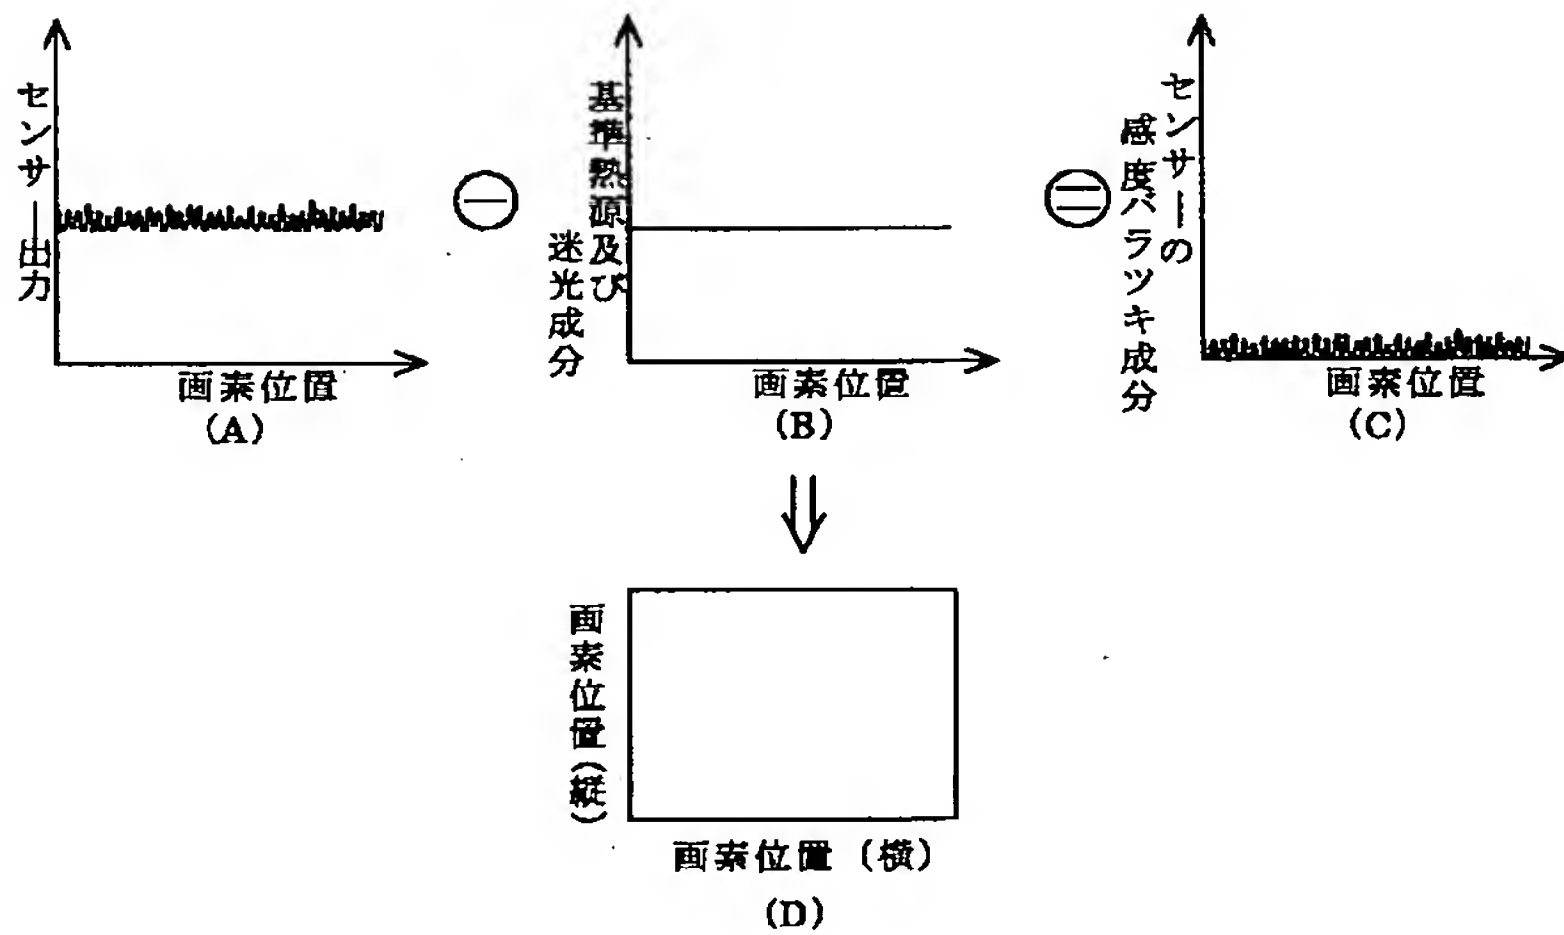 センサー出力
画素位置
(A)
基準熱源及び
迷光成分
画素位置
(B)
センサーの
感度バラツキ成分
画素位置
(C)
画素位置(縦)
画素位置(横)
(D)